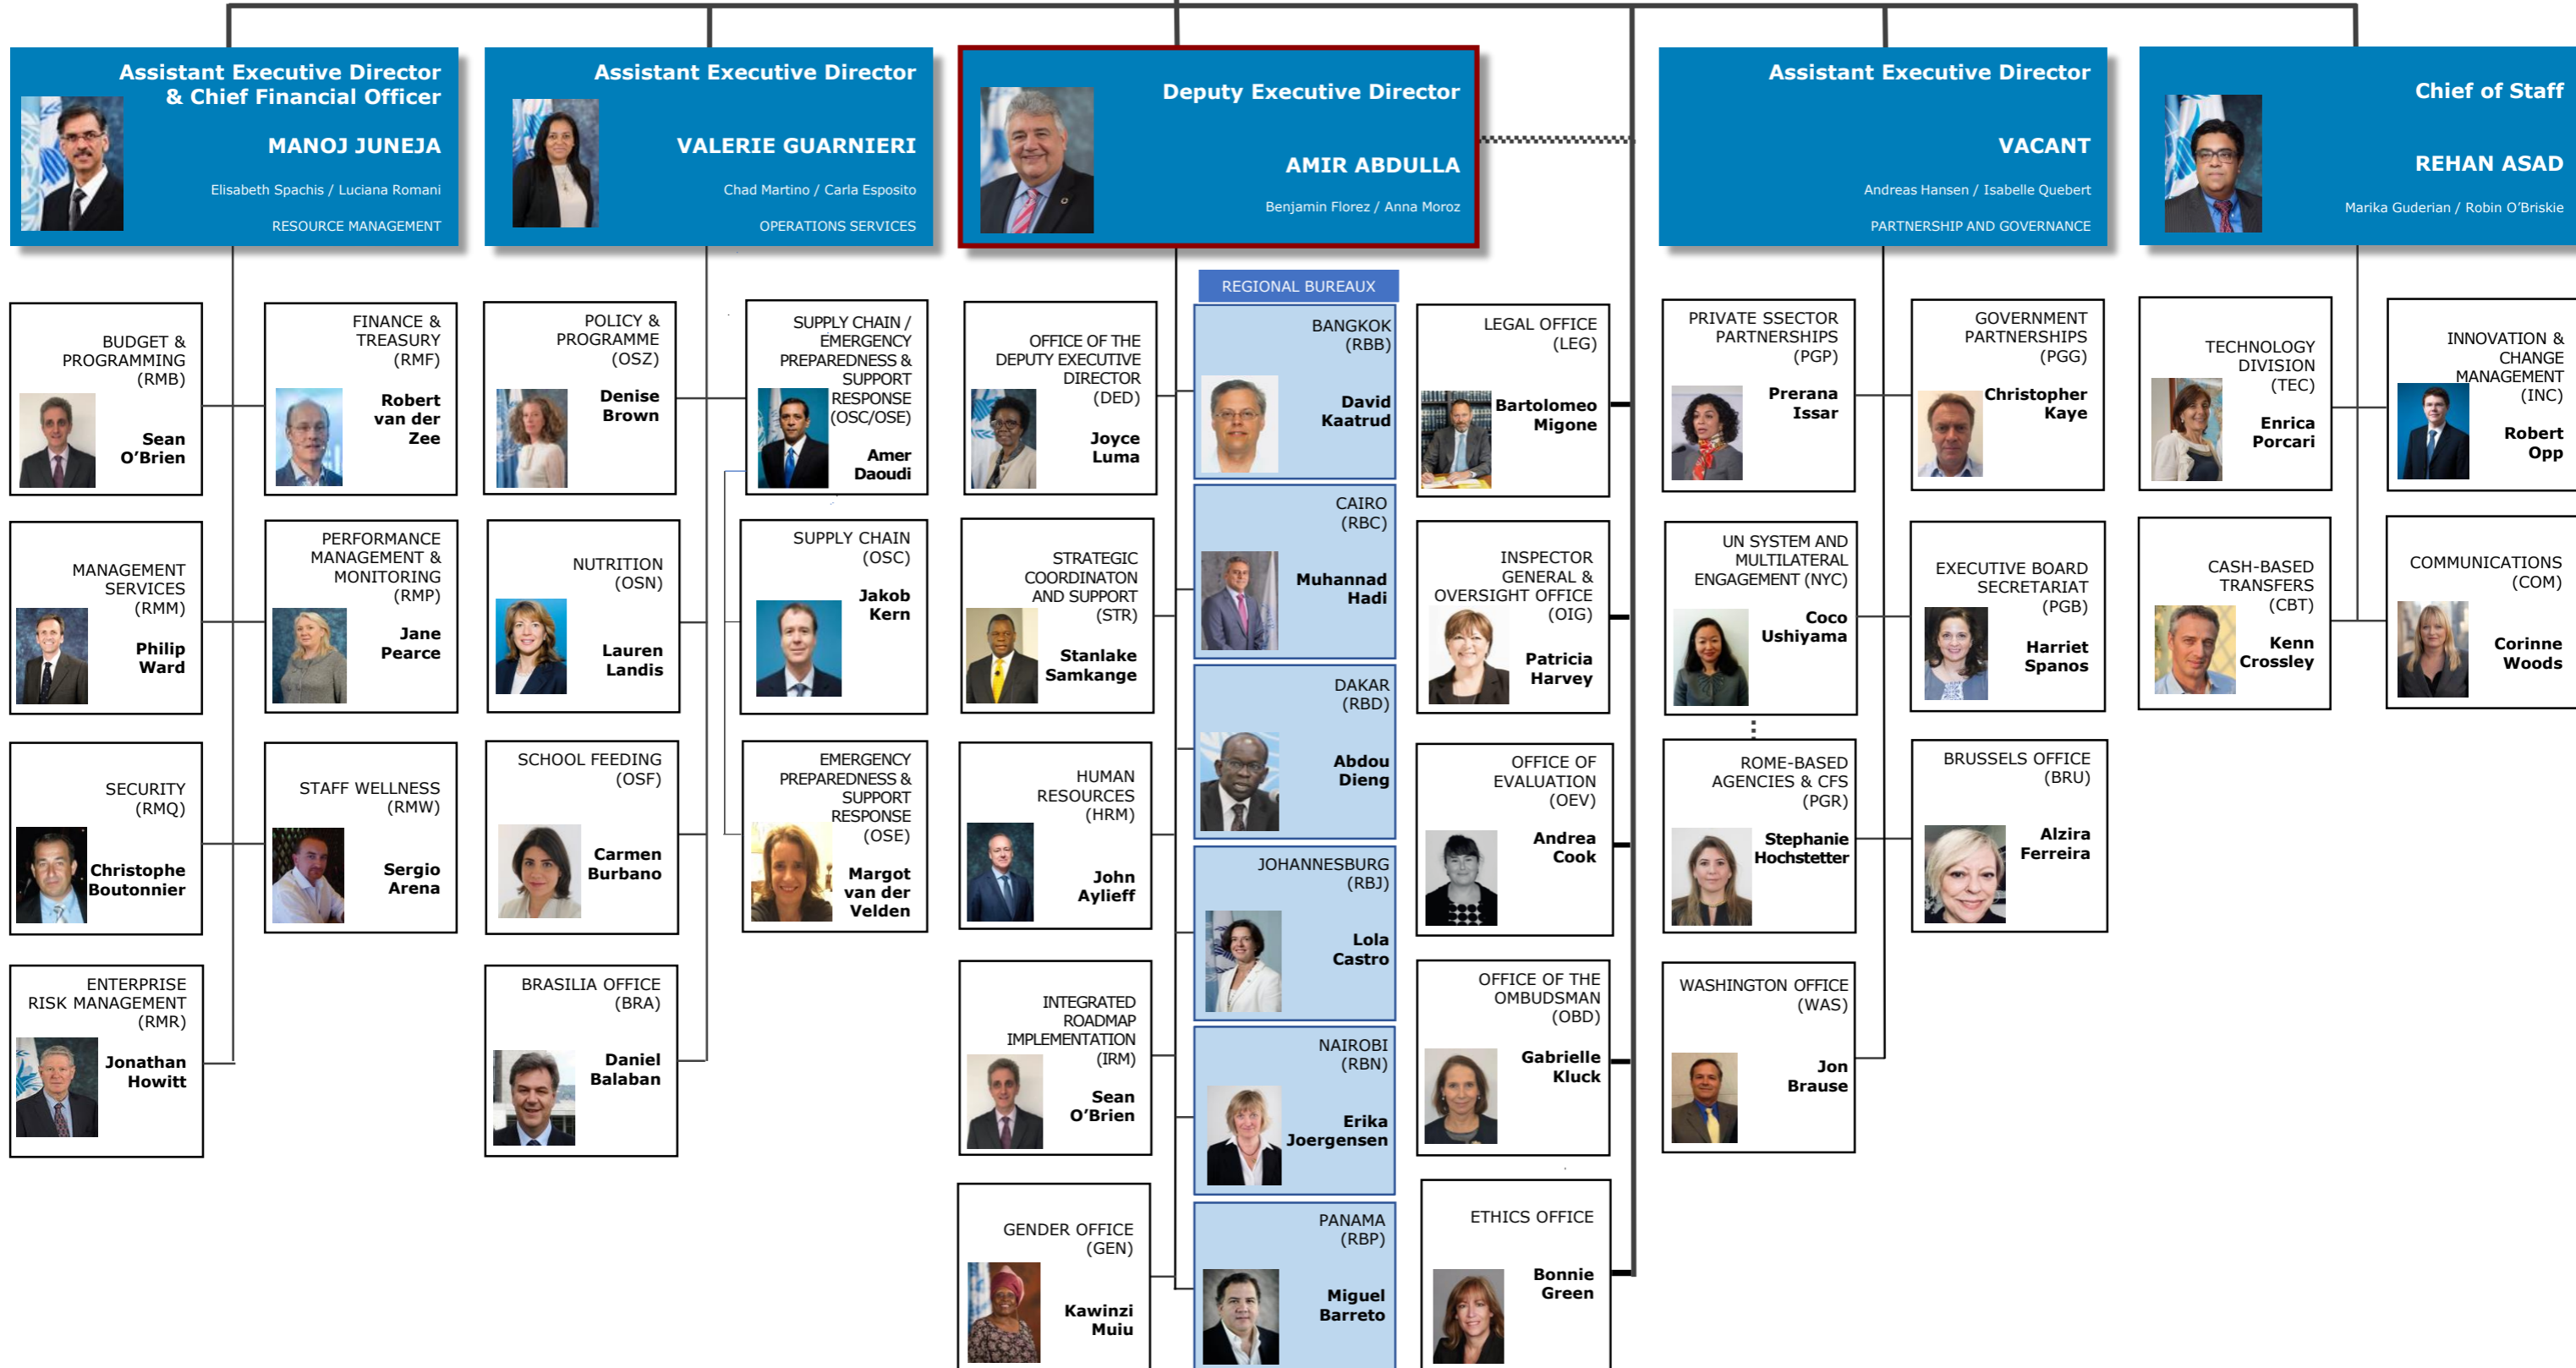 Assistant Executive Director
& Chief Financial Officer
MANOJ JUNEJA
Elisabeth Spachis / Luciana Romani
RESOURCE MANAGEMENT
Assistant Executive Director
VALERIE GUARNIERI
Chad Martino / Carla Esposito
OPERATIONS SERVICES
Deputy Executive Director
AMIR ABDULLA
Benjamin Florez / Anna Moroz
Assistant Executive Director
VACANT
Andreas Hansen / Isabelle Quebert
PARTNERSHIP AND GOVERNANCE
Chief of Staff
REHAN ASAD
Marika Guderian / Robin O'Briskie
BUDGET &
PROGRAMMING
(RMB)
Sean
O'Brien
FINANCE &
TREASURY
(RMF)
Robert
van der
Zee
MANAGEMENT
SERVICES
(RMM)
Philip
Ward
PERFORMANCE
MANAGEMENT &
MONITORING
(RMP)
Jane
Pearce
SECURITY
(RMQ)
Christophe
Boutonnier
STAFF WELLNESS
(RMW)
Sergio
Arena
ENTERPRISE
RISK MANAGEMENT
(RMR)
Jonathan
Howitt
POLICY &
PROGRAMME
(OSZ)
Denise
Brown
SUPPLY CHAIN /
EMERGENCY
PREPAREDNESS &
SUPPORT
RESPONSE
(OSC/OSE)
Amer
Daoudi
NUTRITION
(OSN)
Lauren
Landis
SUPPLY CHAIN
(OSC)
Jakob
Kern
SCHOOL FEEDING
(OSF)
Carmen
Burbano
EMERGENCY
PREPAREDNESS &
SUPPORT
RESPONSE
(OSE)
Margot
van der
Velden
BRASILIA OFFICE
(BRA)
Daniel
Balaban
OFFICE OF THE
DEPUTY EXECUTIVE
DIRECTOR
(DED)
Joyce
Luma
STRATEGIC
COORDINATON
AND SUPPORT
(STR)
Stanlake
Samkange
HUMAN
RESOURCES
(HRM)
John
Aylieff
INTEGRATED
ROADMAP
IMPLEMENTATION
(IRM)
Sean
O'Brien
GENDER OFFICE
(GEN)
Kawinzi
Muiu
REGIONAL BUREAUX
BANGKOK
(RBB)
David
Kaatrud
CAIRO
(RBC)
Muhannad
Hadi
DAKAR
(RBD)
Abdou
Dieng
JOHANNESBURG
(RBJ)
Lola
Castro
NAIROBI
(RBN)
Erika
Joergensen
PANAMA
(RBP)
Miguel
Barreto
LEGAL OFFICE
(LEG)
Bartolomeo
Migone
INSPECTOR
GENERAL &
OVERSIGHT OFFICE
(OIG)
Patricia
Harvey
OFFICE OF
EVALUATION
(OEV)
Andrea
Cook
OFFICE OF THE
OMBUDSMAN
(OBD)
Gabrielle
Kluck
ETHICS OFFICE
Bonnie
Green
PRIVATE SSECTOR
PARTNERSHIPS
(PGP)
Prerana
Issar
GOVERNMENT
PARTNERSHIPS
(PGG)
Christopher
Kaye
UN SYSTEM AND
MULTILATERAL
ENGAGEMENT (NYC)
Coco
Ushiyama
EXECUTIVE BOARD
SECRETARIAT
(PGB)
Harriet
Spanos
ROME-BASED
AGENCIES & CFS
(PGR)
Stephanie
Hochstetter
BRUSSELS OFFICE
(BRU)
Alzira
Ferreira
WASHINGTON OFFICE
(WAS)
Jon
Brause
TECHNOLOGY
DIVISION
(TEC)
Enrica
Porcari
INNOVATION &
CHANGE
MANAGEMENT
(INC)
Robert
Opp
CASH-BASED
TRANSFERS
(CBT)
Kenn
Crossley
COMMUNICATIONS
(COM)
Corinne
Woods